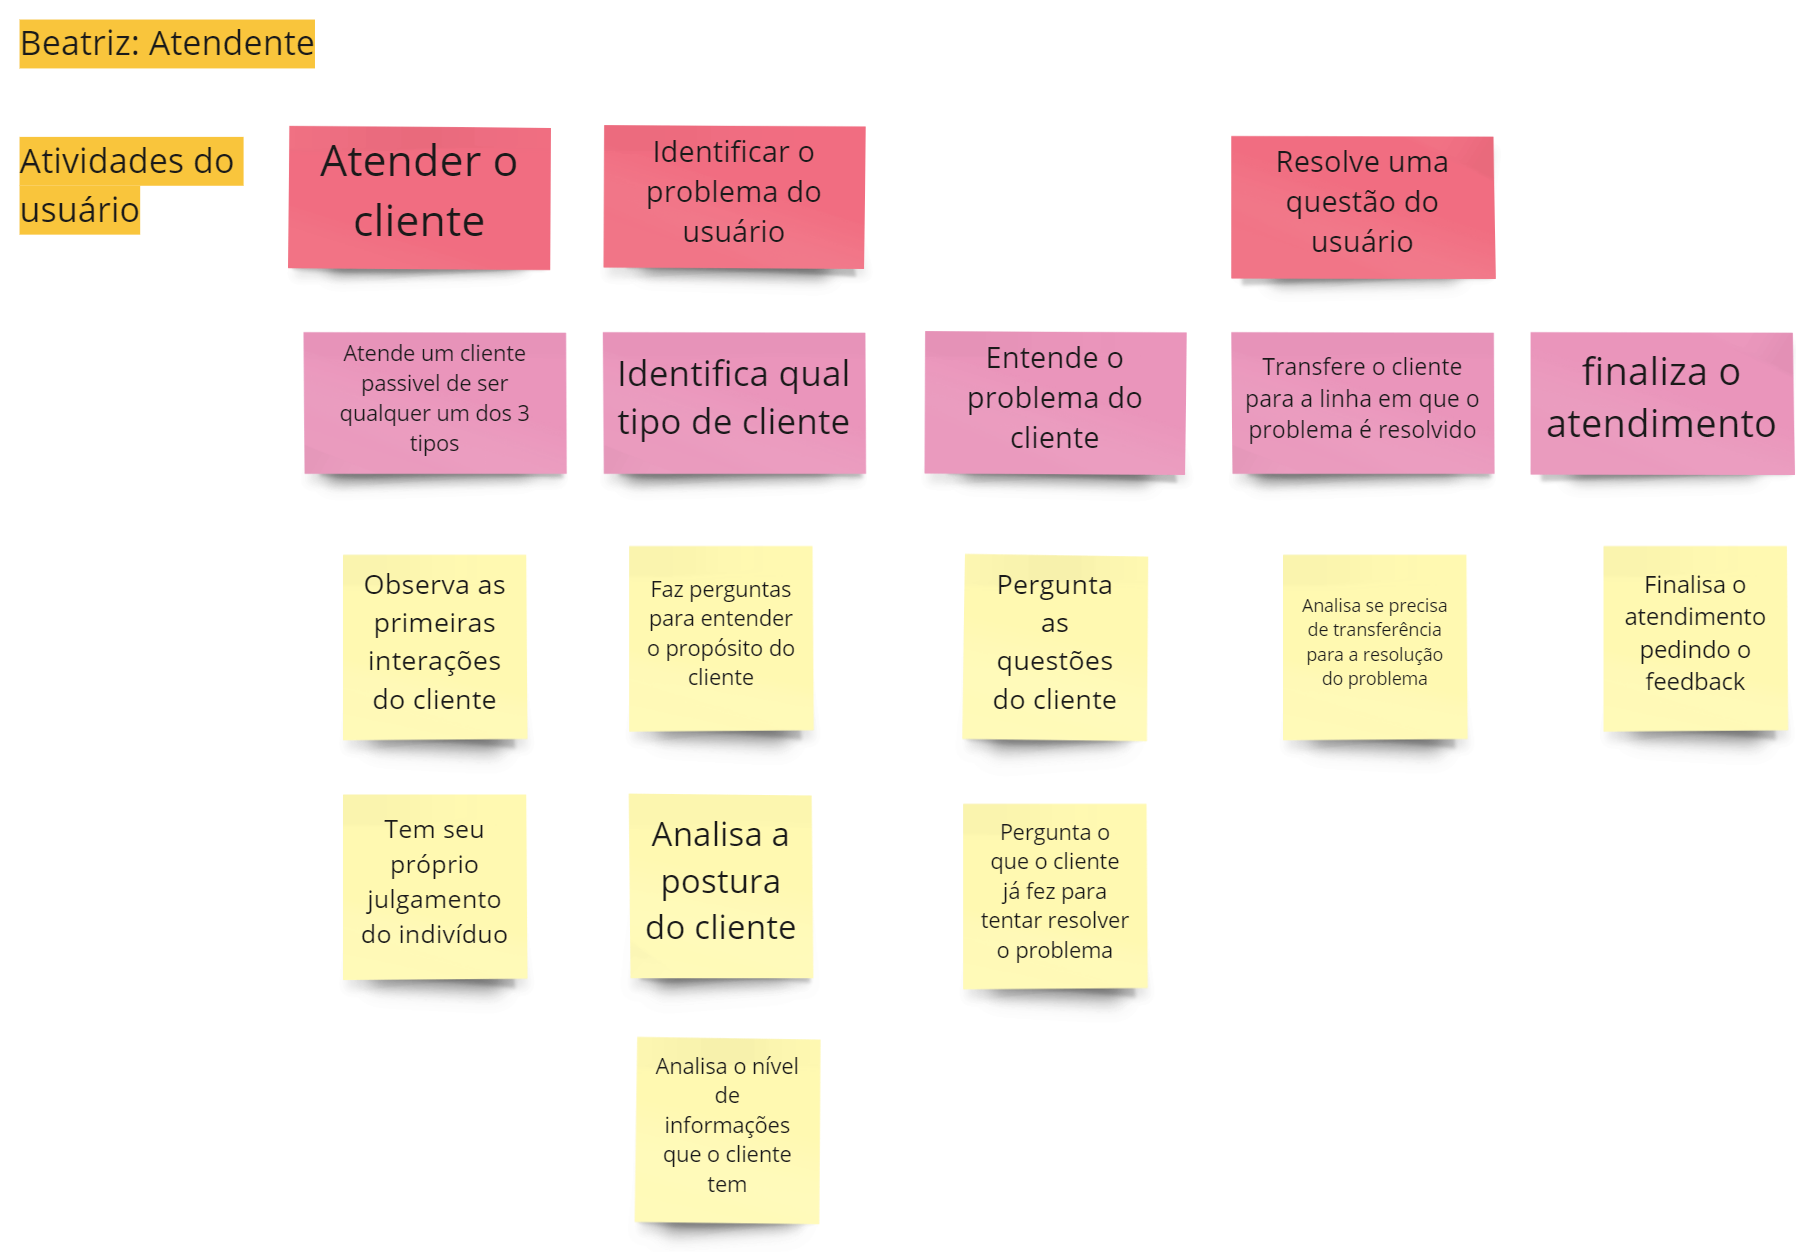 Beatriz: Atendente
Atividades do
usuário
Atender o
cliente
Identificar o
problema do
usuário
Resolve uma
questão do
usuário
Atende um cliente
passivel de ser
qualquer um dos 3
tipos
Identifica qual
tipo de cliente
Entende o
problema do
cliente
Transfere o cliente
para a linha em que o
problema é resolvido
finaliza o
atendimento
Observa as
primeiras
interações
do cliente
Faz perguntas
para entender
o propósito do
cliente
Pergunta
as
questões
do cliente
Analisa se precisa
de transferência
para a resolução
do problema
Finalisa o
atendimento
pedindo o
feedback
Tem seu
próprio
julgamento
do indivíduo
Analisa a
postura
do cliente
Pergunta o
que o cliente
já fez para
tentar resolver
o problema
Analisa o nível
de
informações
que o cliente
tem